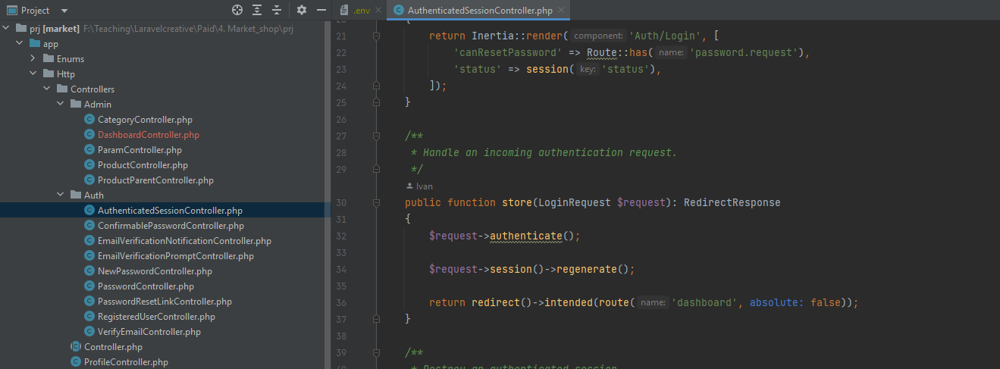 Project
prj [market] F:\Teaching\Laravelcreative\Paid\4. Market_shop\prj
app
Enums
Http
Controllers
Admin
CategoryController.php
DashboardController.php
ParamController.php
ProductController.php
ProductParentController.php
Auth
AuthenticatedSessionController.php
ConfirmablePasswordController.php
EmailVerificationNotificationController.php
EmailVerificationPromptController.php
NewPasswordController.php
PasswordController.php
PasswordResetLinkController.php
RegisteredUserController.php
VerifyEmailController.php
Controller.php
ProfileController.php
.env
AuthenticatedSessionController.php
{
21 return Inertia::render( component: 'Auth/Login', [
22 'canResetPassword' => Route::has( name: 'password.request'),
23 'status' => session( key: 'status'),
24 ]);
25 }
26
27 /**
28 * Handle an incoming authentication request.
29 */
Ivan
30 public function store(LoginRequest $request): RedirectResponse
31 {
32 $request->authenticate();
33
34 $request->session()->regenerate();
35
36 return redirect()->intended(route( name: 'dashboard', absolute: false));
37 }
38
39 /**
* Destroy an authenticated session